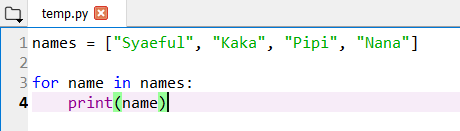 temp.py
1 names = ["Syaeful", "Kaka", "Pipi", "Nana"]
2
3 for name in names:
4     print(name)